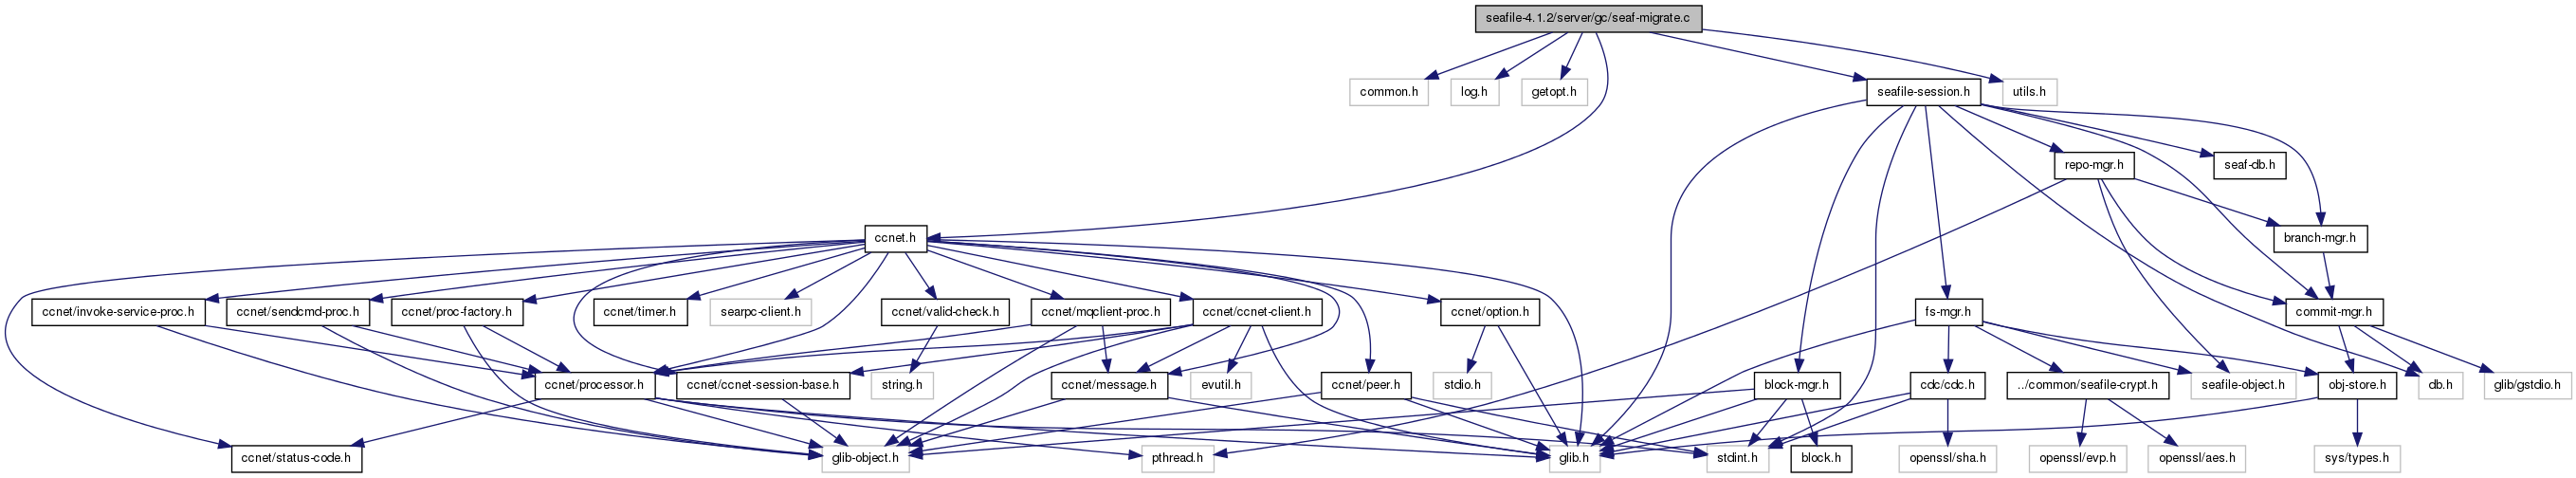 seafile-4.1.2/server/gc/seaf-migrate.c
common.h
log.h
getopt.h
seafile-session.h
utils.h
repo-mgr.h
seaf-db.h
ccnet.h
branch-mgr.h
ccnet/invoke-service-proc.h
ccnet/sendcmd-proc.h
ccnet/proc-factory.h
ccnet/timer.h
searpc-client.h
ccnet/valid-check.h
ccnet/mqclient-proc.h
ccnet/ccnet-client.h
ccnet/option.h
fs-mgr.h
commit-mgr.h
ccnet/processor.h
ccnet/ccnet-session-base.h
string.h
ccnet/message.h
evutil.h
ccnet/peer.h
stdio.h
block-mgr.h
cdc/cdc.h
../common/seafile-crypt.h
seafile-object.h
obj-store.h
db.h
glib/gstdio.h
ccnet/status-code.h
glib-object.h
pthread.h
glib.h
stdint.h
block.h
openssl/sha.h
openssl/evp.h
openssl/aes.h
sys/types.h